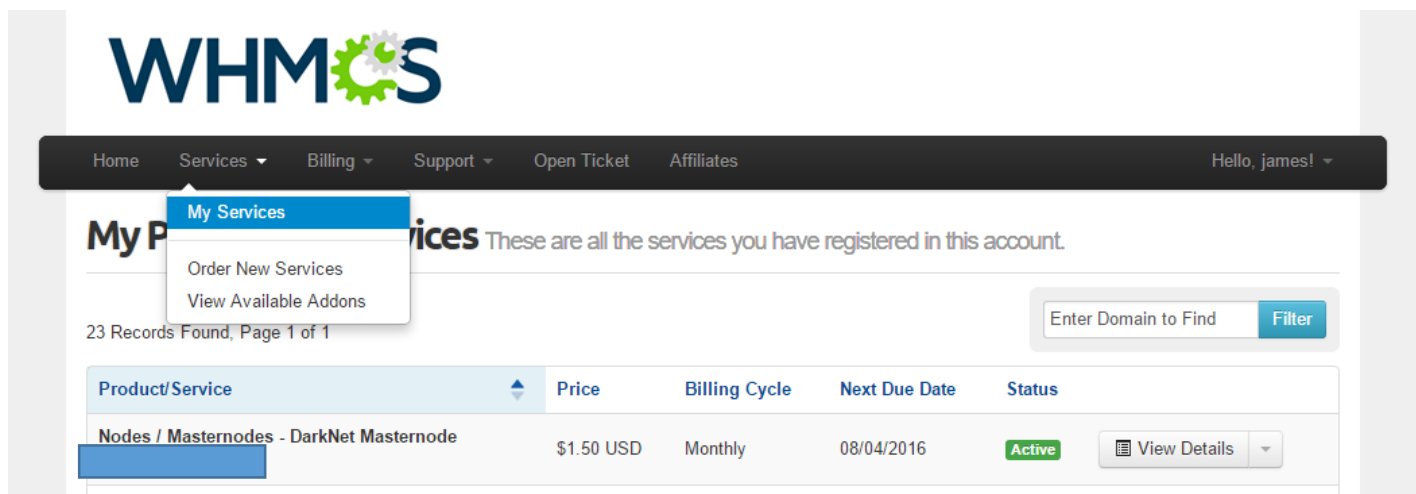 WHMCS
Home Services Billing Support Open Ticket Affiliates Hello, james!
My Services
My P ices These are all the services you have registered in this account.
Order New Services
View Available Addons
23 Records Found, Page 1 of 1
Enter Domain to Find Filter
Product/Service Price Billing Cycle Next Due Date Status
Nodes / Masternodes - DarkNet Masternode
$1.50 USD Monthly 08/04/2016 Active View Details